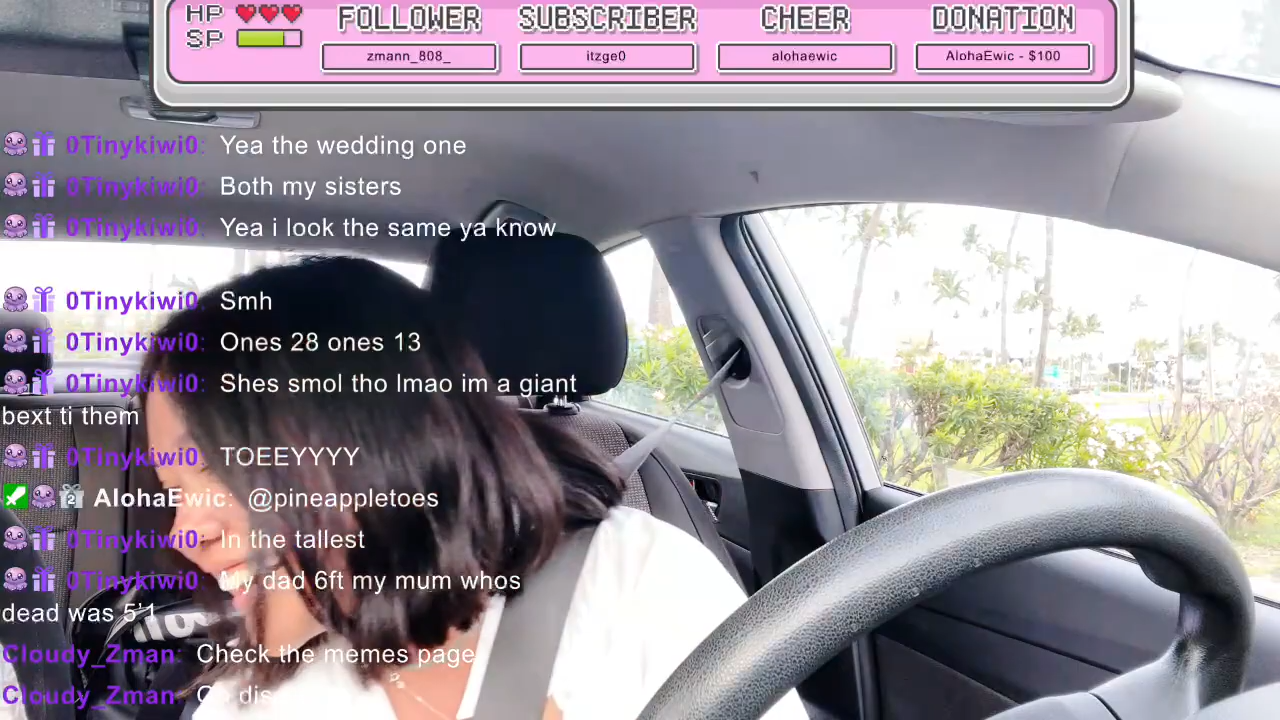 HP
SP
FOLLOWER SUBSCRIBER CHEER DONATION
zmann_808_ itzge0 alohaewic AlohaEwic - $100
0Tinykiwi0: Yea the wedding one
0Tinykiwi0: Both my sisters
0Tinykiwi0: Yea i look the same ya know
0Tinykiwi0: Smh
0Tinykiwi0: Ones 28 ones 13
0Tinykiwi0: Shes smol tho lmao im a giant
bext ti them
0Tinykiwi0: TOEEYYYY
2 AlohaEwic: @pineappletoes
0Tinykiwi0: In the tallest
0Tinykiwi0: My dad 6ft my mum whos
dead was 5'1
Cloudy_Zman: Check the memes page
Cloudy_Zman: